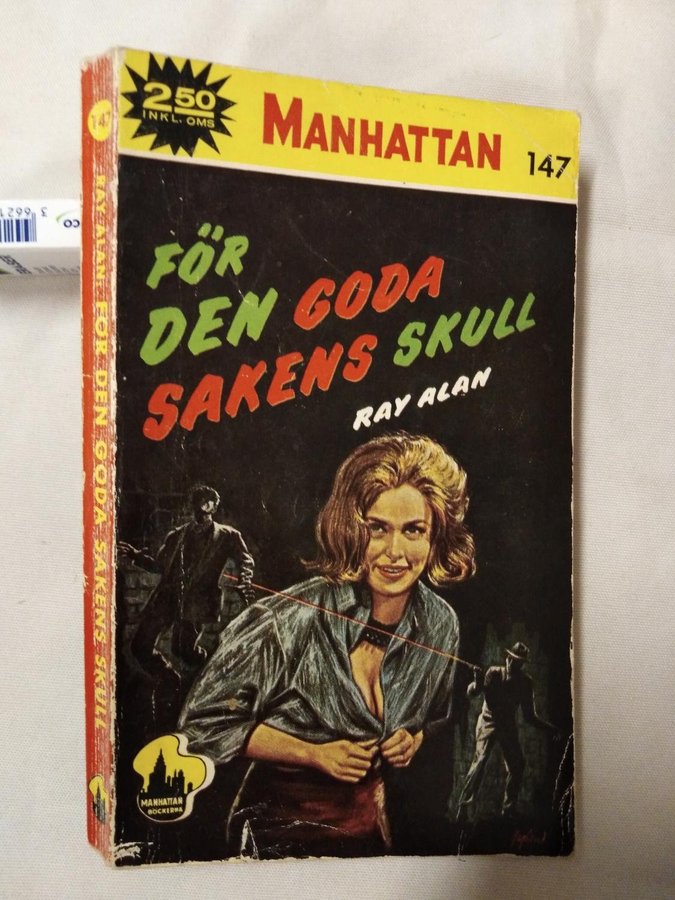 2.50
INKL. OMS
MANHATTAN
147
FÖR
DEN GODA
SAKENS SKULL
RAY ALAN
MANHATTAN
BÖCKERNA
147 RAY ALAN: FÖR DEN GODA SAKENS SKULL